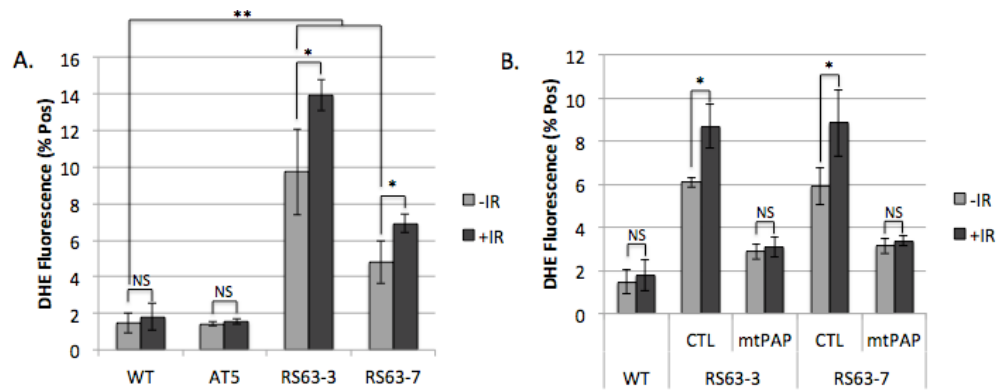 A.
**
DHE Fluorescence (% Pos)
16
14
12
10
8
6
4
2
0
NS
NS
*
*
WT
AT5
RS63-3
RS63-7
-IR
+IR
B.
DHE Fluorescence (% Pos)
12
10
8
6
4
2
0
NS
*
NS
*
NS
CTL
mtPAP
CTL
mtPAP
WT
RS63-3
RS63-7
-IR
+IR